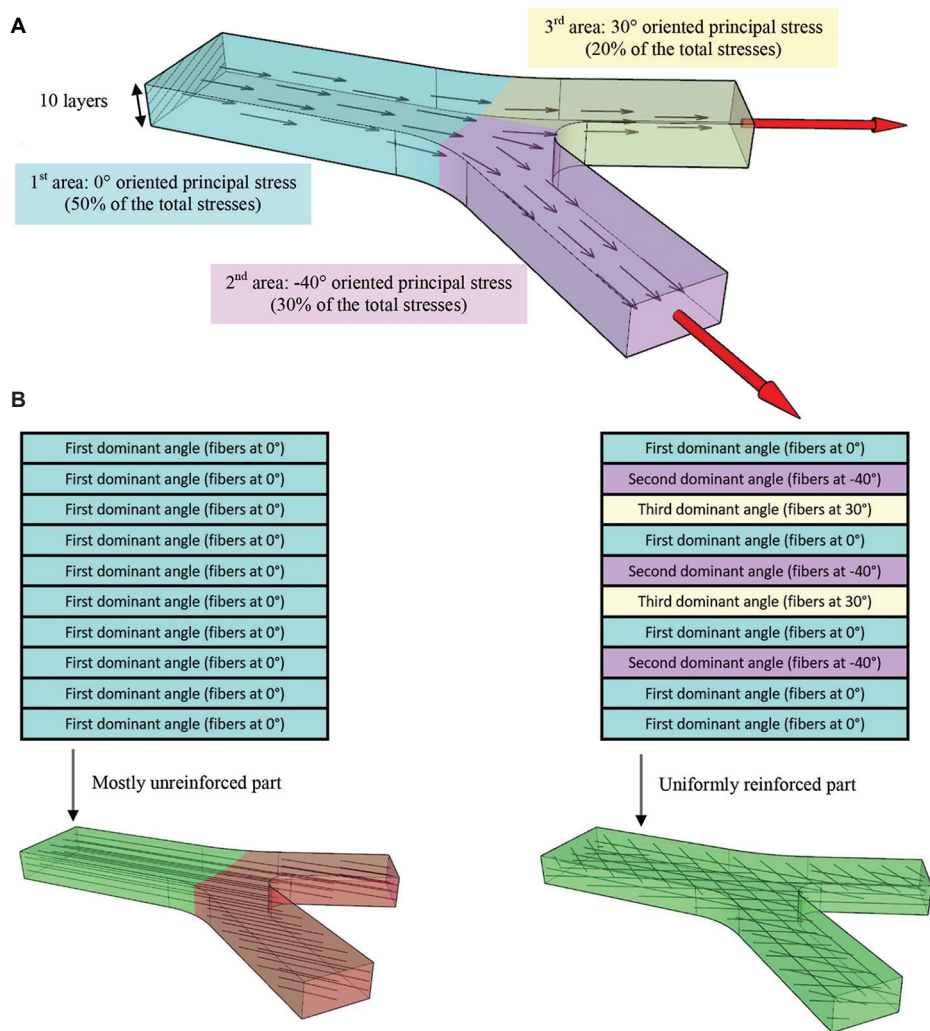 A
3rd area: 30° oriented principal stress
(20% of the total stresses)
10 layers
1st area: 0° oriented principal stress
(50% of the total stresses)
2nd area: -40° oriented principal stress
(30% of the total stresses)
B
First dominant angle (fibers at 0°)
First dominant angle (fibers at 0°)
First dominant angle (fibers at 0°)
First dominant angle (fibers at 0°)
First dominant angle (fibers at 0°)
First dominant angle (fibers at 0°)
First dominant angle (fibers at 0°)
First dominant angle (fibers at 0°)
First dominant angle (fibers at 0°)
First dominant angle (fibers at 0°)
Mostly unreinforced part
First dominant angle (fibers at 0°)
Second dominant angle (fibers at -40°)
Third dominant angle (fibers at 30°)
First dominant angle (fibers at 0°)
Second dominant angle (fibers at -40°)
Third dominant angle (fibers at 30°)
First dominant angle (fibers at 0°)
Second dominant angle (fibers at -40°)
First dominant angle (fibers at 0°)
First dominant angle (fibers at 0°)
Uniformly reinforced part